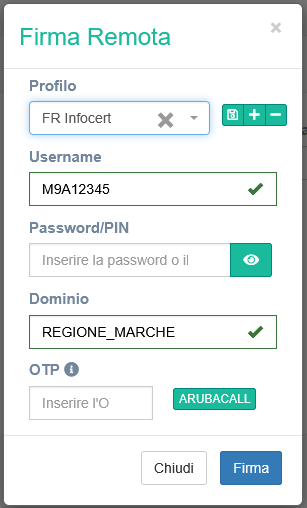 Firma Remota
×
Profilo
FR Infocert
Username
M9A12345
Password/PIN
Inserire la password o il
Dominio
REGIONE_MARCHE
OTP
Inserire l'O
ARUBACALL
Chiudi
Firma